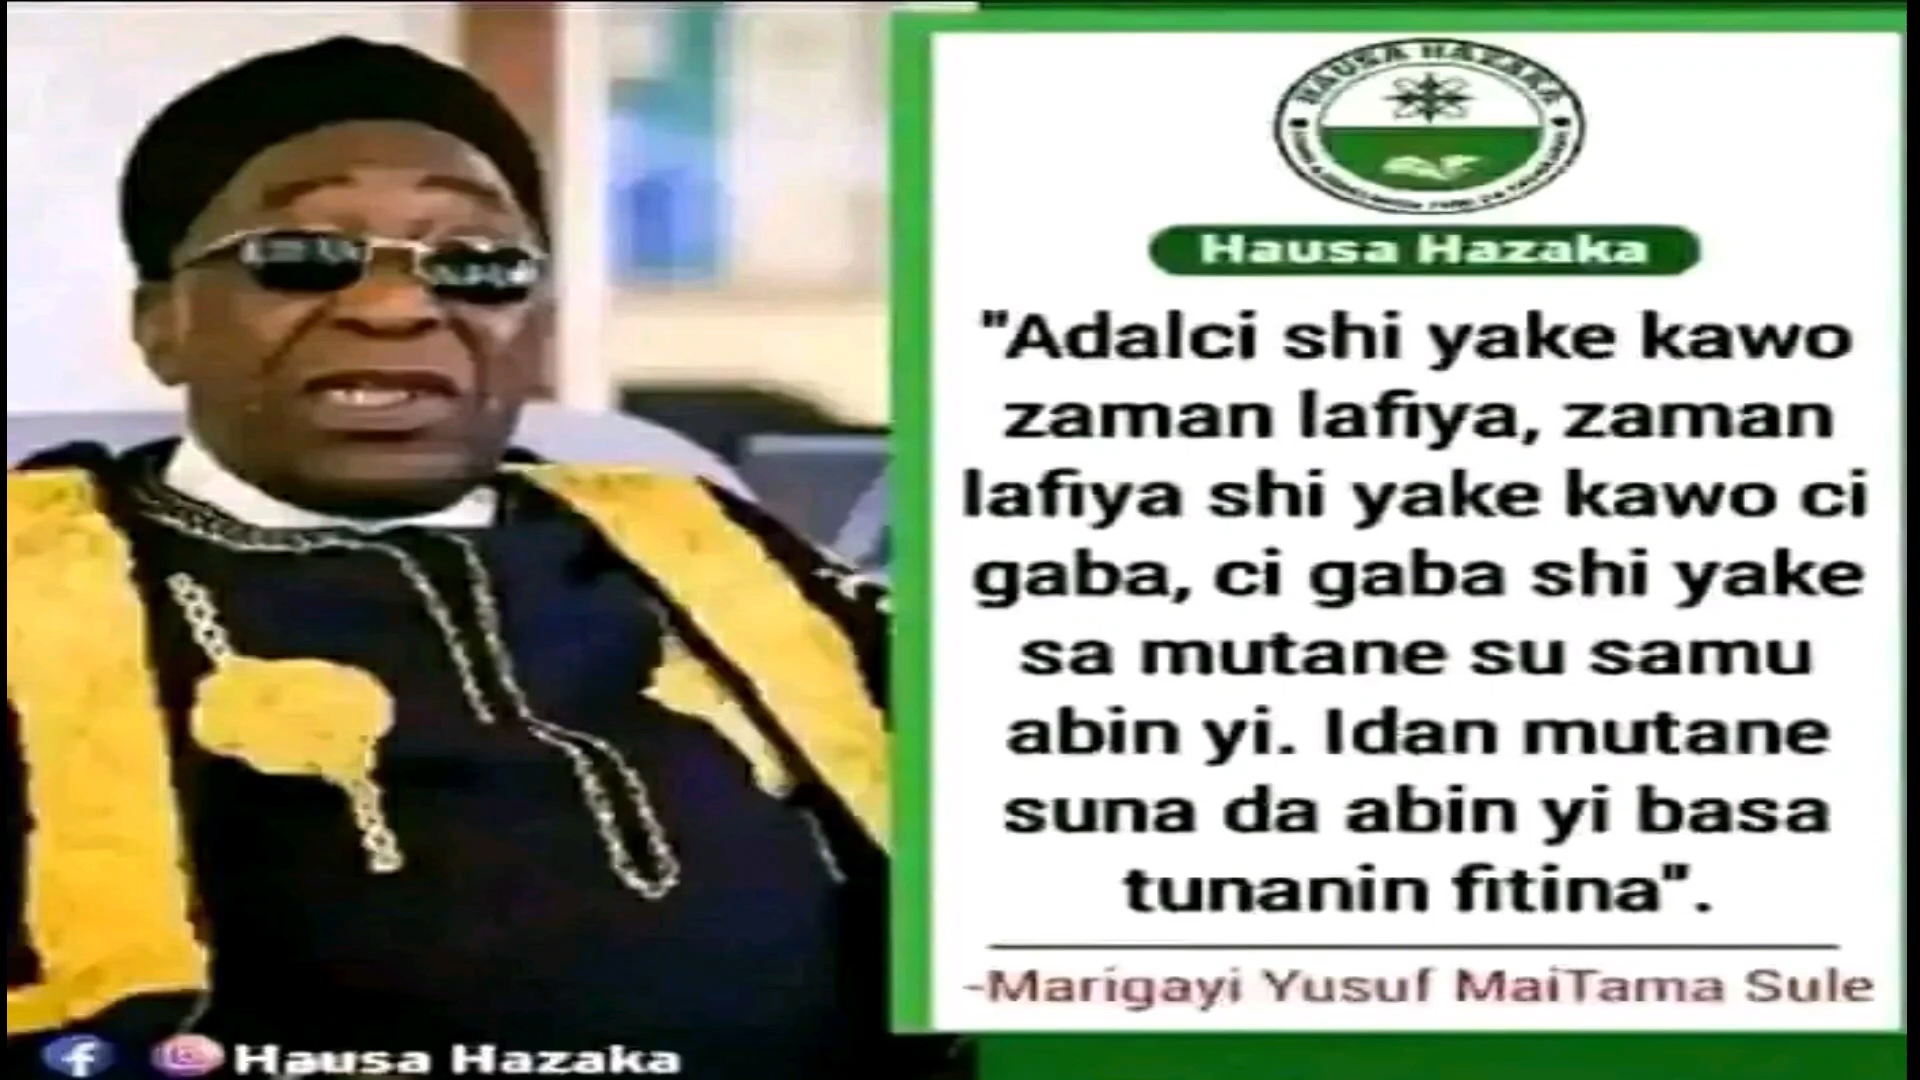 HAUSA HAZAKA
Hausa Hazaka
"Adalci shi yake kawo
zaman lafiya, zaman
lafiya shi yake kawo ci
gaba, ci gaba shi yake
sa mutane su samu
abin yi. Idan mutane
suna da abin yi basa
tunanin fitina".
-Marigayi Yusuf MaiTama Sule
Hausa Hazaka